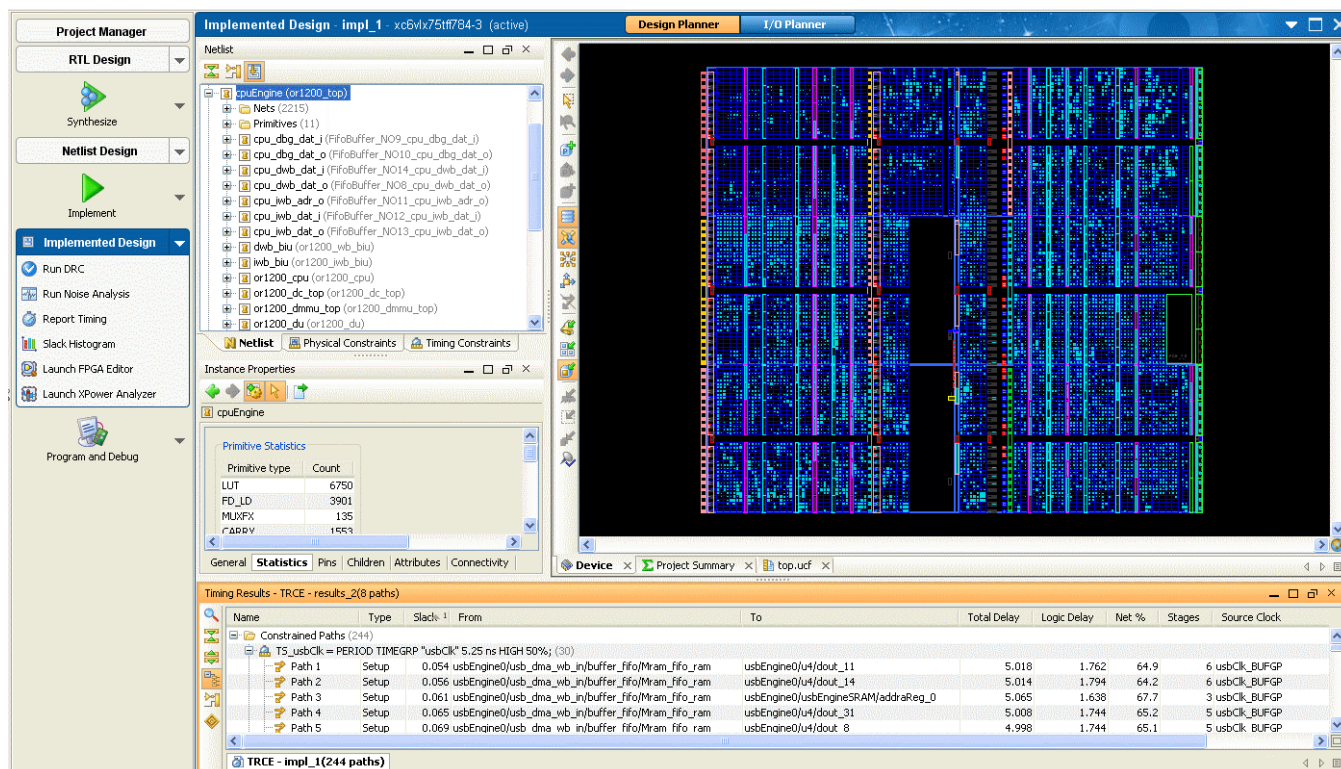 Project Manager
RTL Design
Synthesize
Netlist Design
Implement
Implemented Design
Run DRC
Run Noise Analysis
Report Timing
Slack Histogram
Launch FPGA Editor
Launch XPower Analyzer
Program and Debug
Implemented Design - impl_1 - xc6vlx75tff784-3 (active)
Design Planner
I/O Planner
Netlist
cpuEngine (or1200_top)
Nets (2215)
Primitives (11)
cpu_dbg_dat_i (FifoBuffer_NO9_cpu_dbg_dat_i)
cpu_dbg_dat_o (FifoBuffer_NO10_cpu_dbg_dat_o)
cpu_dwb_dat_i (FifoBuffer_NO14_cpu_dwb_dat_i)
cpu_dwb_dat_o (FifoBuffer_NO8_cpu_dwb_dat_o)
cpu_iwb_adr_o (FifoBuffer_NO11_cpu_iwb_adr_o)
cpu_iwb_dat_i (FifoBuffer_NO12_cpu_iwb_dat_i)
cpu_iwb_dat_o (FifoBuffer_NO13_cpu_iwb_dat_o)
dwb_biu (or1200_wb_biu)
iwb_biu (or1200_iwb_biu)
or1200_cpu (or1200_cpu)
or1200_dc_top (or1200_dc_top)
or1200_dmmu_top (or1200_dmmu_top)
or1200_du (or1200_du)
Netlist Physical Constraints Timing Constraints
Instance Properties
cpuEngine
Primitive Statistics
Primitive type Count
LUT 6750
FD_LD 3901
MUXFX 135
CARRY 1553
General Statistics Pins Children Attributes Connectivity
Device Project Summary top.ucf
Timing Results - TRCE - results_2(8 paths)
Name Type Slack 1 From To Total Delay Logic Delay Net % Stages Source Clock
Constrained Paths (244)
TS_usbClk = PERIOD TIMEGRP "usbClk" 5.25 ns HIGH 50%; (30)
Path 1 Setup 0.054 usbEngine0/usb_dma_wb_in/buffer_fifo/Mram_fifo_ram usbEngine0/u4/dout_11 5.018 1.762 64.9 6 usbClk_BUFGP
Path 2 Setup 0.056 usbEngine0/usb_dma_wb_in/buffer_fifo/Mram_fifo_ram usbEngine0/u4/dout_14 5.014 1.794 64.2 6 usbClk_BUFGP
Path 3 Setup 0.061 usbEngine0/usb_dma_wb_in/buffer_fifo/Mram_fifo_ram usbEngine0/usbEngineSRAM/addraReg_0 5.065 1.638 67.7 3 usbClk_BUFGP
Path 4 Setup 0.065 usbEngine0/usb_dma_wb_in/buffer_fifo/Mram_fifo_ram usbEngine0/u4/dout_31 5.008 1.744 65.2 5 usbClk_BUFGP
Path 5 Setup 0.069 usbEngine0/usb_dma_wb_in/buffer_fifo/Mram_fifo_ram usbEngine0/u4/dout_8 4.998 1.744 65.1 5 usbClk_BUFGP
TRCE - impl_1(244 paths)